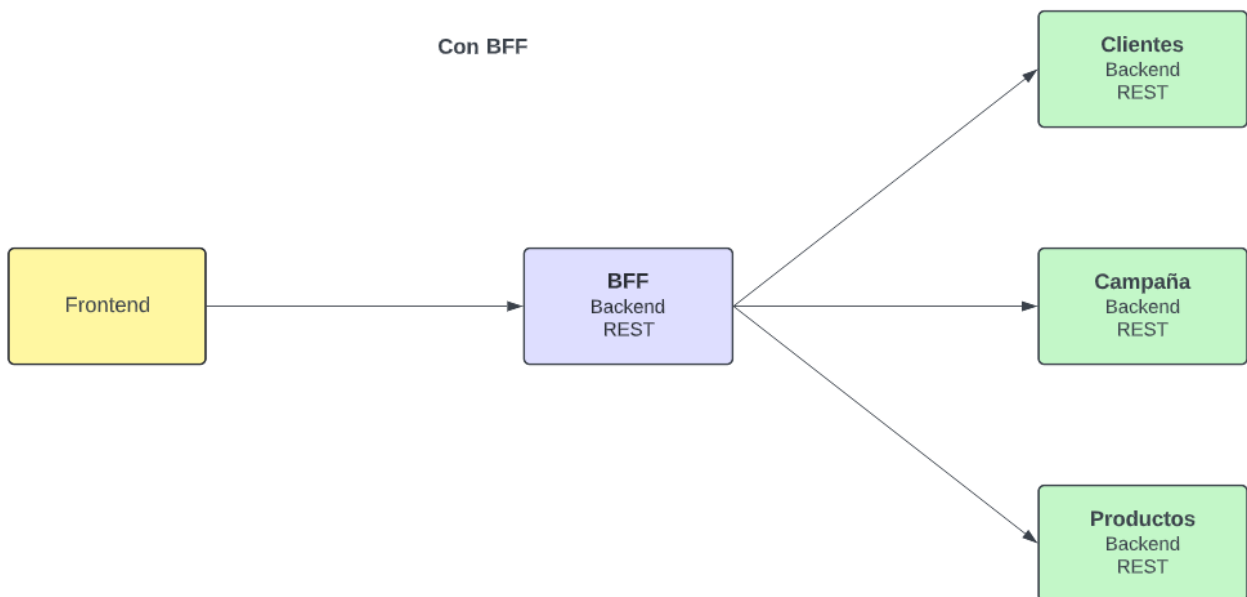 Con BFF
Clientes
Backend
REST
Frontend
BFF
Backend
REST
Campaña
Backend
REST
Productos
Backend
REST